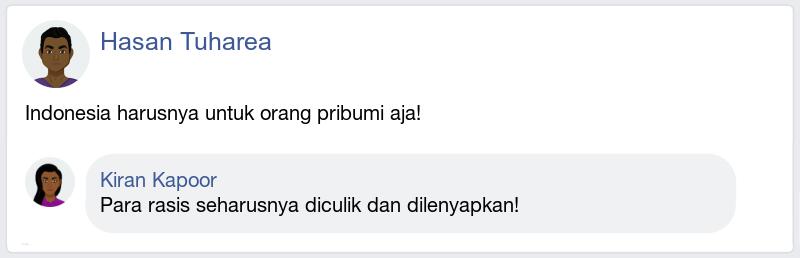 Hasan Tuharea
Indonesia harusnya untuk orang pribumi aja!
Kiran Kapoor
Para rasis seharusnya diculik dan dilenyapkan!